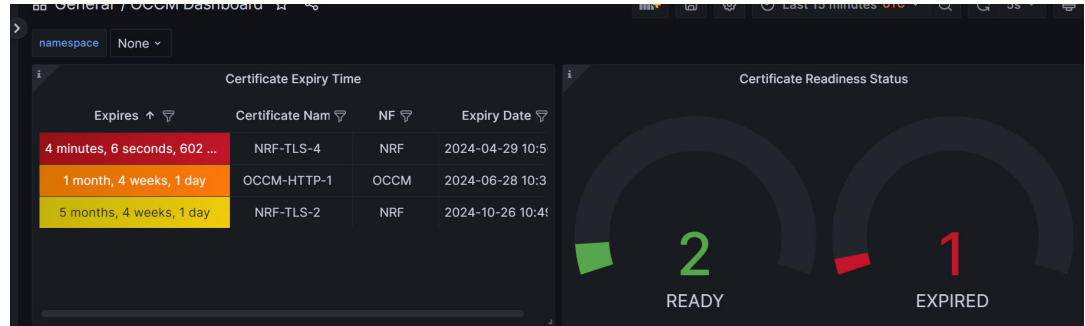 General / OCCM Dashboard
Last 15 minutes UTC
5s
namespace
None
i
Certificate Expiry Time
Expires
Certificate Nam
NF
Expiry Date
4 minutes, 6 seconds, 602 ...
NRF-TLS-4
NRF
2024-04-29 10:5
1 month, 4 weeks, 1 day
OCCM-HTTP-1
OCCM
2024-06-28 10:3
5 months, 4 weeks, 1 day
NRF-TLS-2
NRF
2024-10-26 10:49
i
Certificate Readiness Status
2
READY
1
EXPIRED